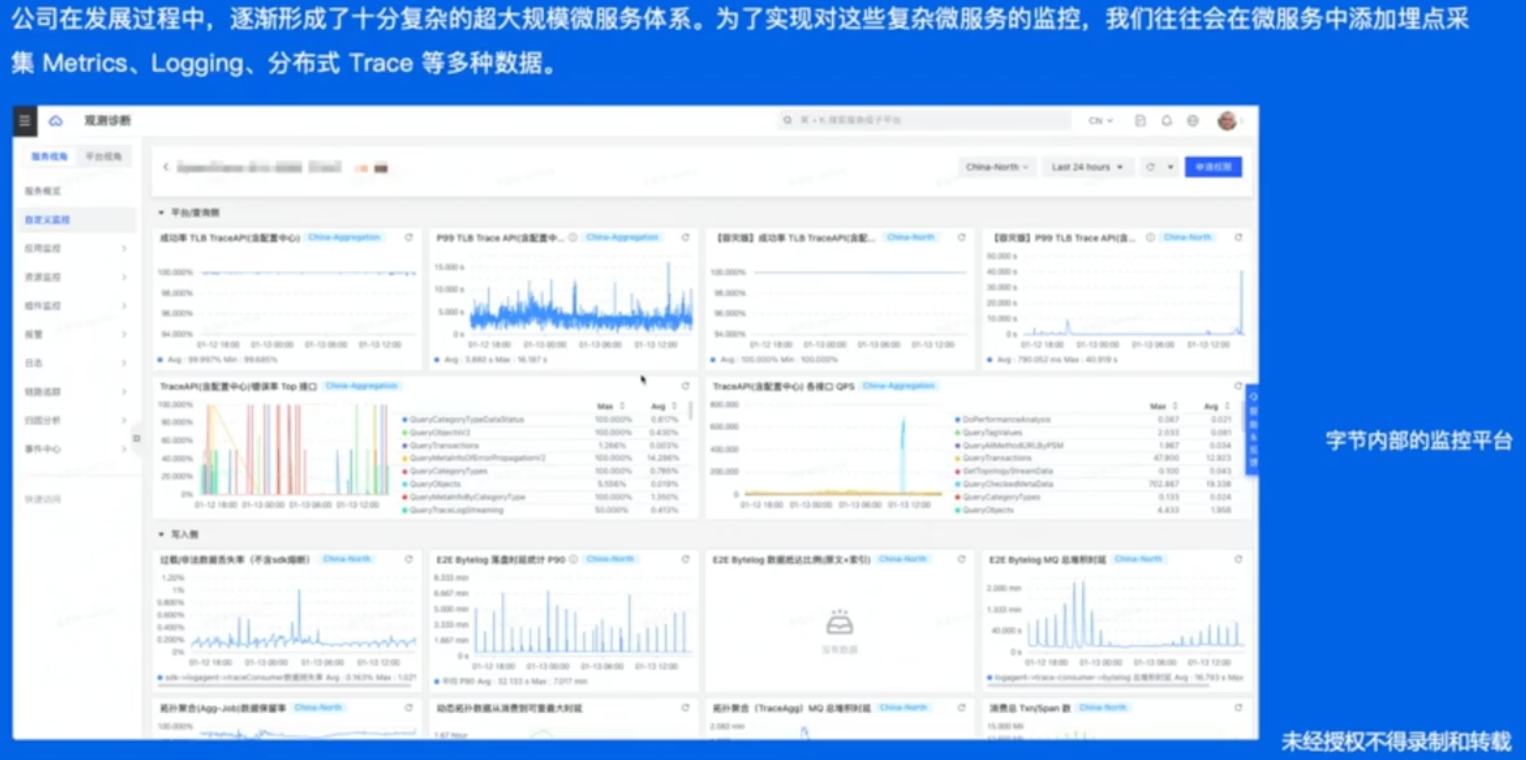 公司在发展过程中，逐渐形成了十分复杂的超大规模微服务体系。为了实现对这些复杂微服务的监控，我们往往会在微服务中添加埋点采
集 Metrics、Logging、分布式 Trace 等多种数据。
观测诊断
CN
服务视角 平台视角
China-North Last 24 hours 申请权限
服务概览
自定义监控
应用监控
资源监控
组件监控
报警
日志
链路追踪
归因分析
事件中心
快速访问
平台/查询侧
成功率 TLB TraceAPI(含配置中心) China-Aggregation
100.000%
98.000%
96.000%
94.000%
01-12 18:00 01-13 00:00 01-13 06:00 01-13 12:00
Avg : 99.997% Min : 99.685%
P99 TLB Trace API(含配置中... China-Aggregation
15.000 s
10.000 s
5.000 s
0 s
01-12 18:00 01-13 00:00 01-13 06:00 01-13 12:00
Avg : 3.880 s Max : 16.187 s
【容灾版】成功率 TLB TraceAPI(含配... China-North
100.000%
98.000%
96.000%
94.000%
01-12 18:00 01-13 00:00 01-13 06:00 01-13 12:00
Avg : 100.000% Min : 100.000%
【容灾版】P99 TLB Trace API(含... China-North
50.000 s
40.000 s
30.000 s
20.000 s
10.000 s
0 s
01-12 18:00 01-13 00:00 01-13 06:00 01-13 12:00
Avg : 790.052 ms Max : 40.919 s
TraceAPI(含配置中心)错误率 Top 接口 China-Aggregation
100.000%
80.000%
60.000%
40.000%
20.000%
0%
01-12 18:00 01-13 00:00 01-13 06:00 01-13 12:00
Max Avg
QueryCategoryTypeDataStatus 100.000% 0.817%
QueryObjectsV2 100.000% 0.430%
QueryTransactions 1.266% 0.003%
QueryMetaInfoOfErrorPropagationV2 100.000% 14.286%
QueryCategoryTypes 100.000% 0.785%
QueryObjects 5.556% 0.019%
QueryMetaInfoByCategoryType 100.000% 1.350%
QueryTraceLogStreaming 50.000% 0.413%
TraceAPI(含配置中心) 各接口 QPS China-Aggregation
800.000
600.000
400.000
200.000
0
01-12 18:00 01-13 00:00 01-13 06:00 01-13 12:00
Max Avg
DoPerformanceAnalysis 0.067 0.021
QueryTagValues 2.033 0.081
QueryAllMethodURLByPSM 1.967 0.034
QueryTransactions 47.900 12.923
GetTopologyStreamData 0.100 0.043
QueryCheckedMetaData 702.867 19.338
QueryCategoryTypes 0.133 0.024
QueryObjects 4.433 1.958
写入侧
过载/非法数据丢失率（不含sdk熔断） China-North
1.20%
1%
0.800%
0.600%
0.400%
0.200%
0%
01-12 18:00 01-13 00:00 01-13 06:00 01-13 12:00
sdk->logagent->traceConsumer数据丢失率 Avg : 0.163% Max : 1.021
E2E Bytelog 落盘时延统计 P90 China-North
8.333 min
6.667 min
5.000 min
3.333 min
1.667 min
0 s
01-12 18:00 01-13 00:00 01-13 06:00 01-13 12:00
平均 P90 Avg : 32.133 s Max : 7.017 min
E2E Bytelog 数据抵达比例(原文+索引) China-North
没有数据
E2E Bytelog MQ 总堆积时延 China-North
2.000 min
1.333 min
40.000 s
0 s
01-12 18:00 01-13 00:00 01-13 06:00 01-13 12:00
logagent->trace-consumer->bytelog 总堆积时延 Avg : 16.793 s Max
拓扑聚合(Agg-Job)数据保留率 China-North
100.000%
动态拓扑数据从消费到可查最大时延
1.67 hour
拓扑聚合（TraceAgg）MQ 总堆积时延 China-North
2.083 min
消费总 Txn/Span 数 China-North
15.000 Mil
字节内部的监控平台
未经授权不得录制和转载